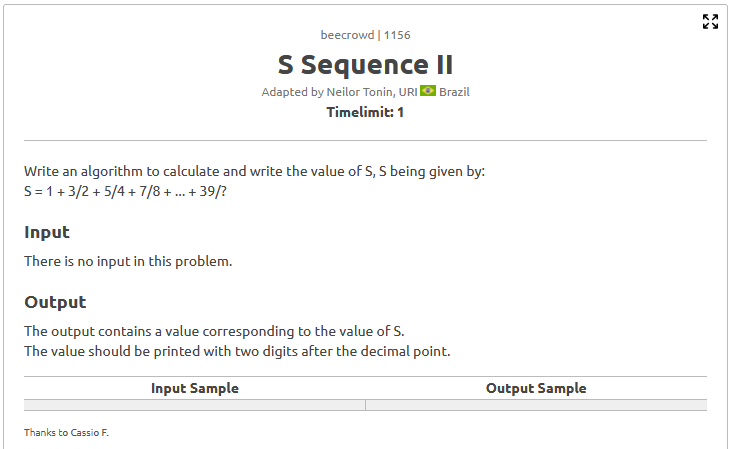 beecrowd | 1156
S Sequence II
Adapted by Neilor Tonin, URI Brazil
Timelimit: 1
Write an algorithm to calculate and write the value of S, S being given by:
S = 1 + 3/2 + 5/4 + 7/8 + ... + 39/?
Input
There is no input in this problem.
Output
The output contains a value corresponding to the value of S.
The value should be printed with two digits after the decimal point.
Input Sample Output Sample
Thanks to Cassio F.